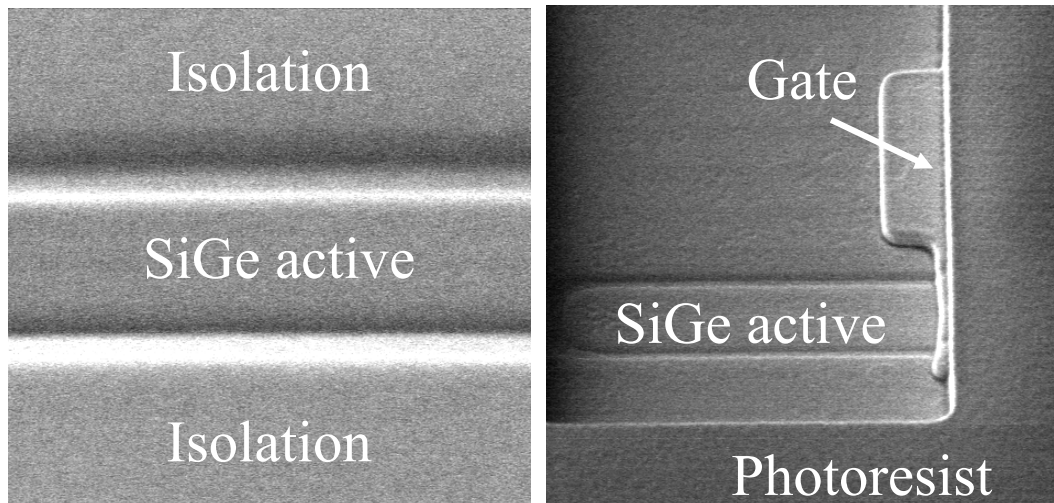 Isolation
SiGe active
Isolation
Gate
SiGe active
Photoresist